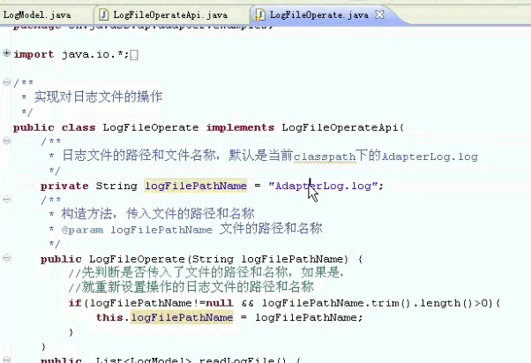 LogModel.java LogFileOperateApi.java LogFileOperate.java
import java.io.*;
/**
* 实现对日志文件的操作
*/
public class LogFileOperate implements LogFileOperateApi{
/**
* 日志文件的路径和文件名称，默认是当前classpath下的AdapterLog.log
*/
private String logFilePathName = "AdapterLog.log";
/**
* 构造方法，传入文件的路径和名称
* @param logFilePathName 文件的路径和名称
*/
public LogFileOperate(String logFilePathName) {
//先判断是否传入了文件的路径和名称，如果是，
//就重新设置操作的日志文件的路径和名称
if(logFilePathName!=null && logFilePathName.trim().length()>0){
this.logFilePathName = logFilePathName;
}
}
public List<LogModel> readLogFile() {